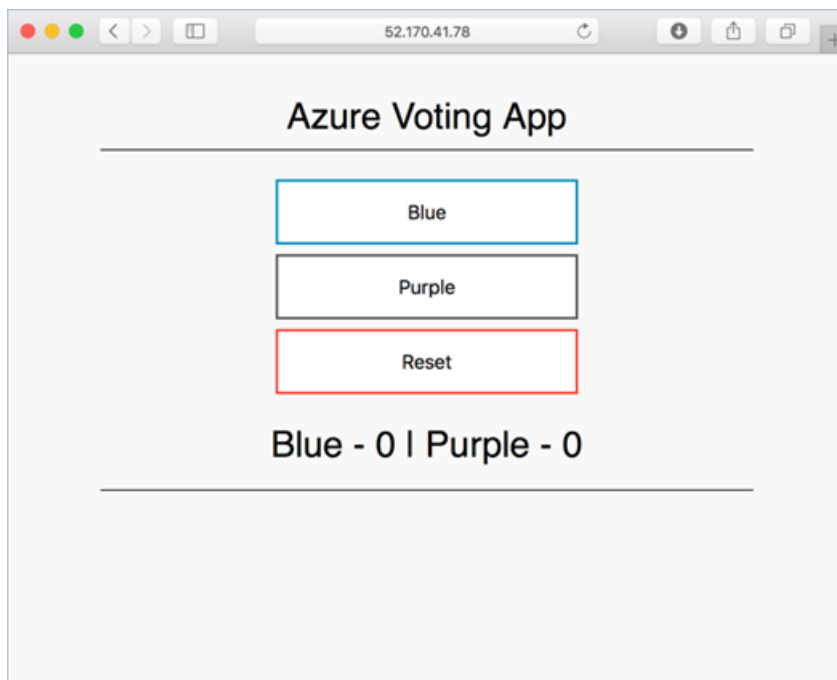 52.170.41.78
Azure Voting App
Blue
Purple
Reset
Blue - 0 | Purple - 0